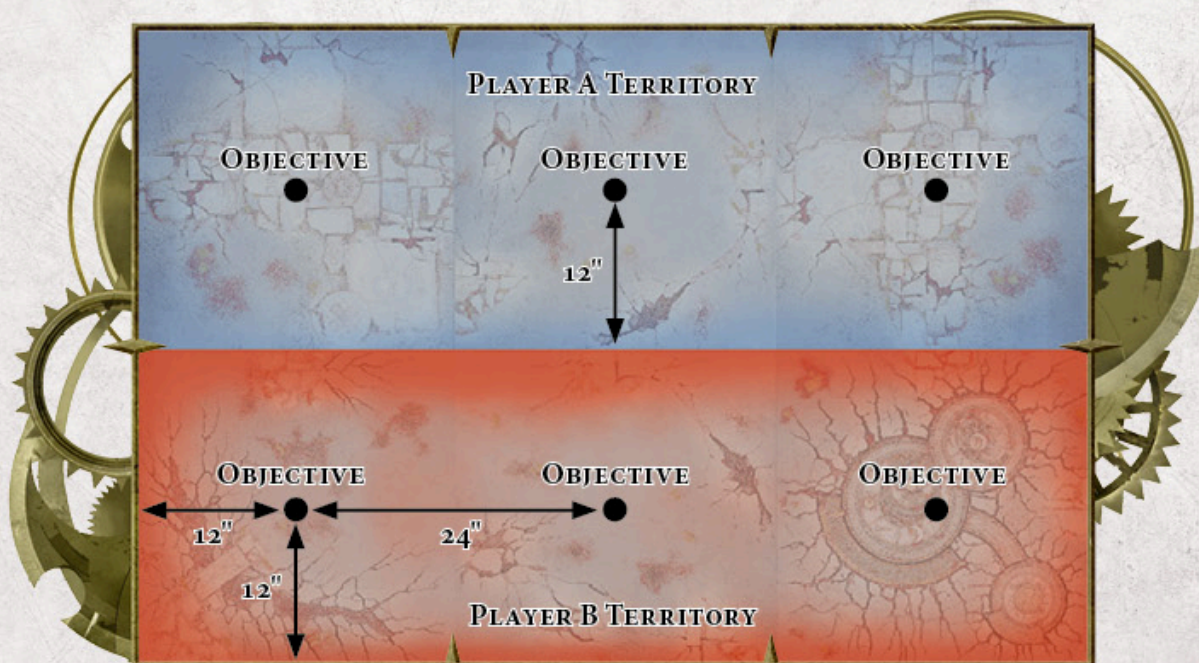 Player A Territory
Objective
Objective
Objective
12"
Objective
Objective
Objective
12"
24"
12"
Player B Territory